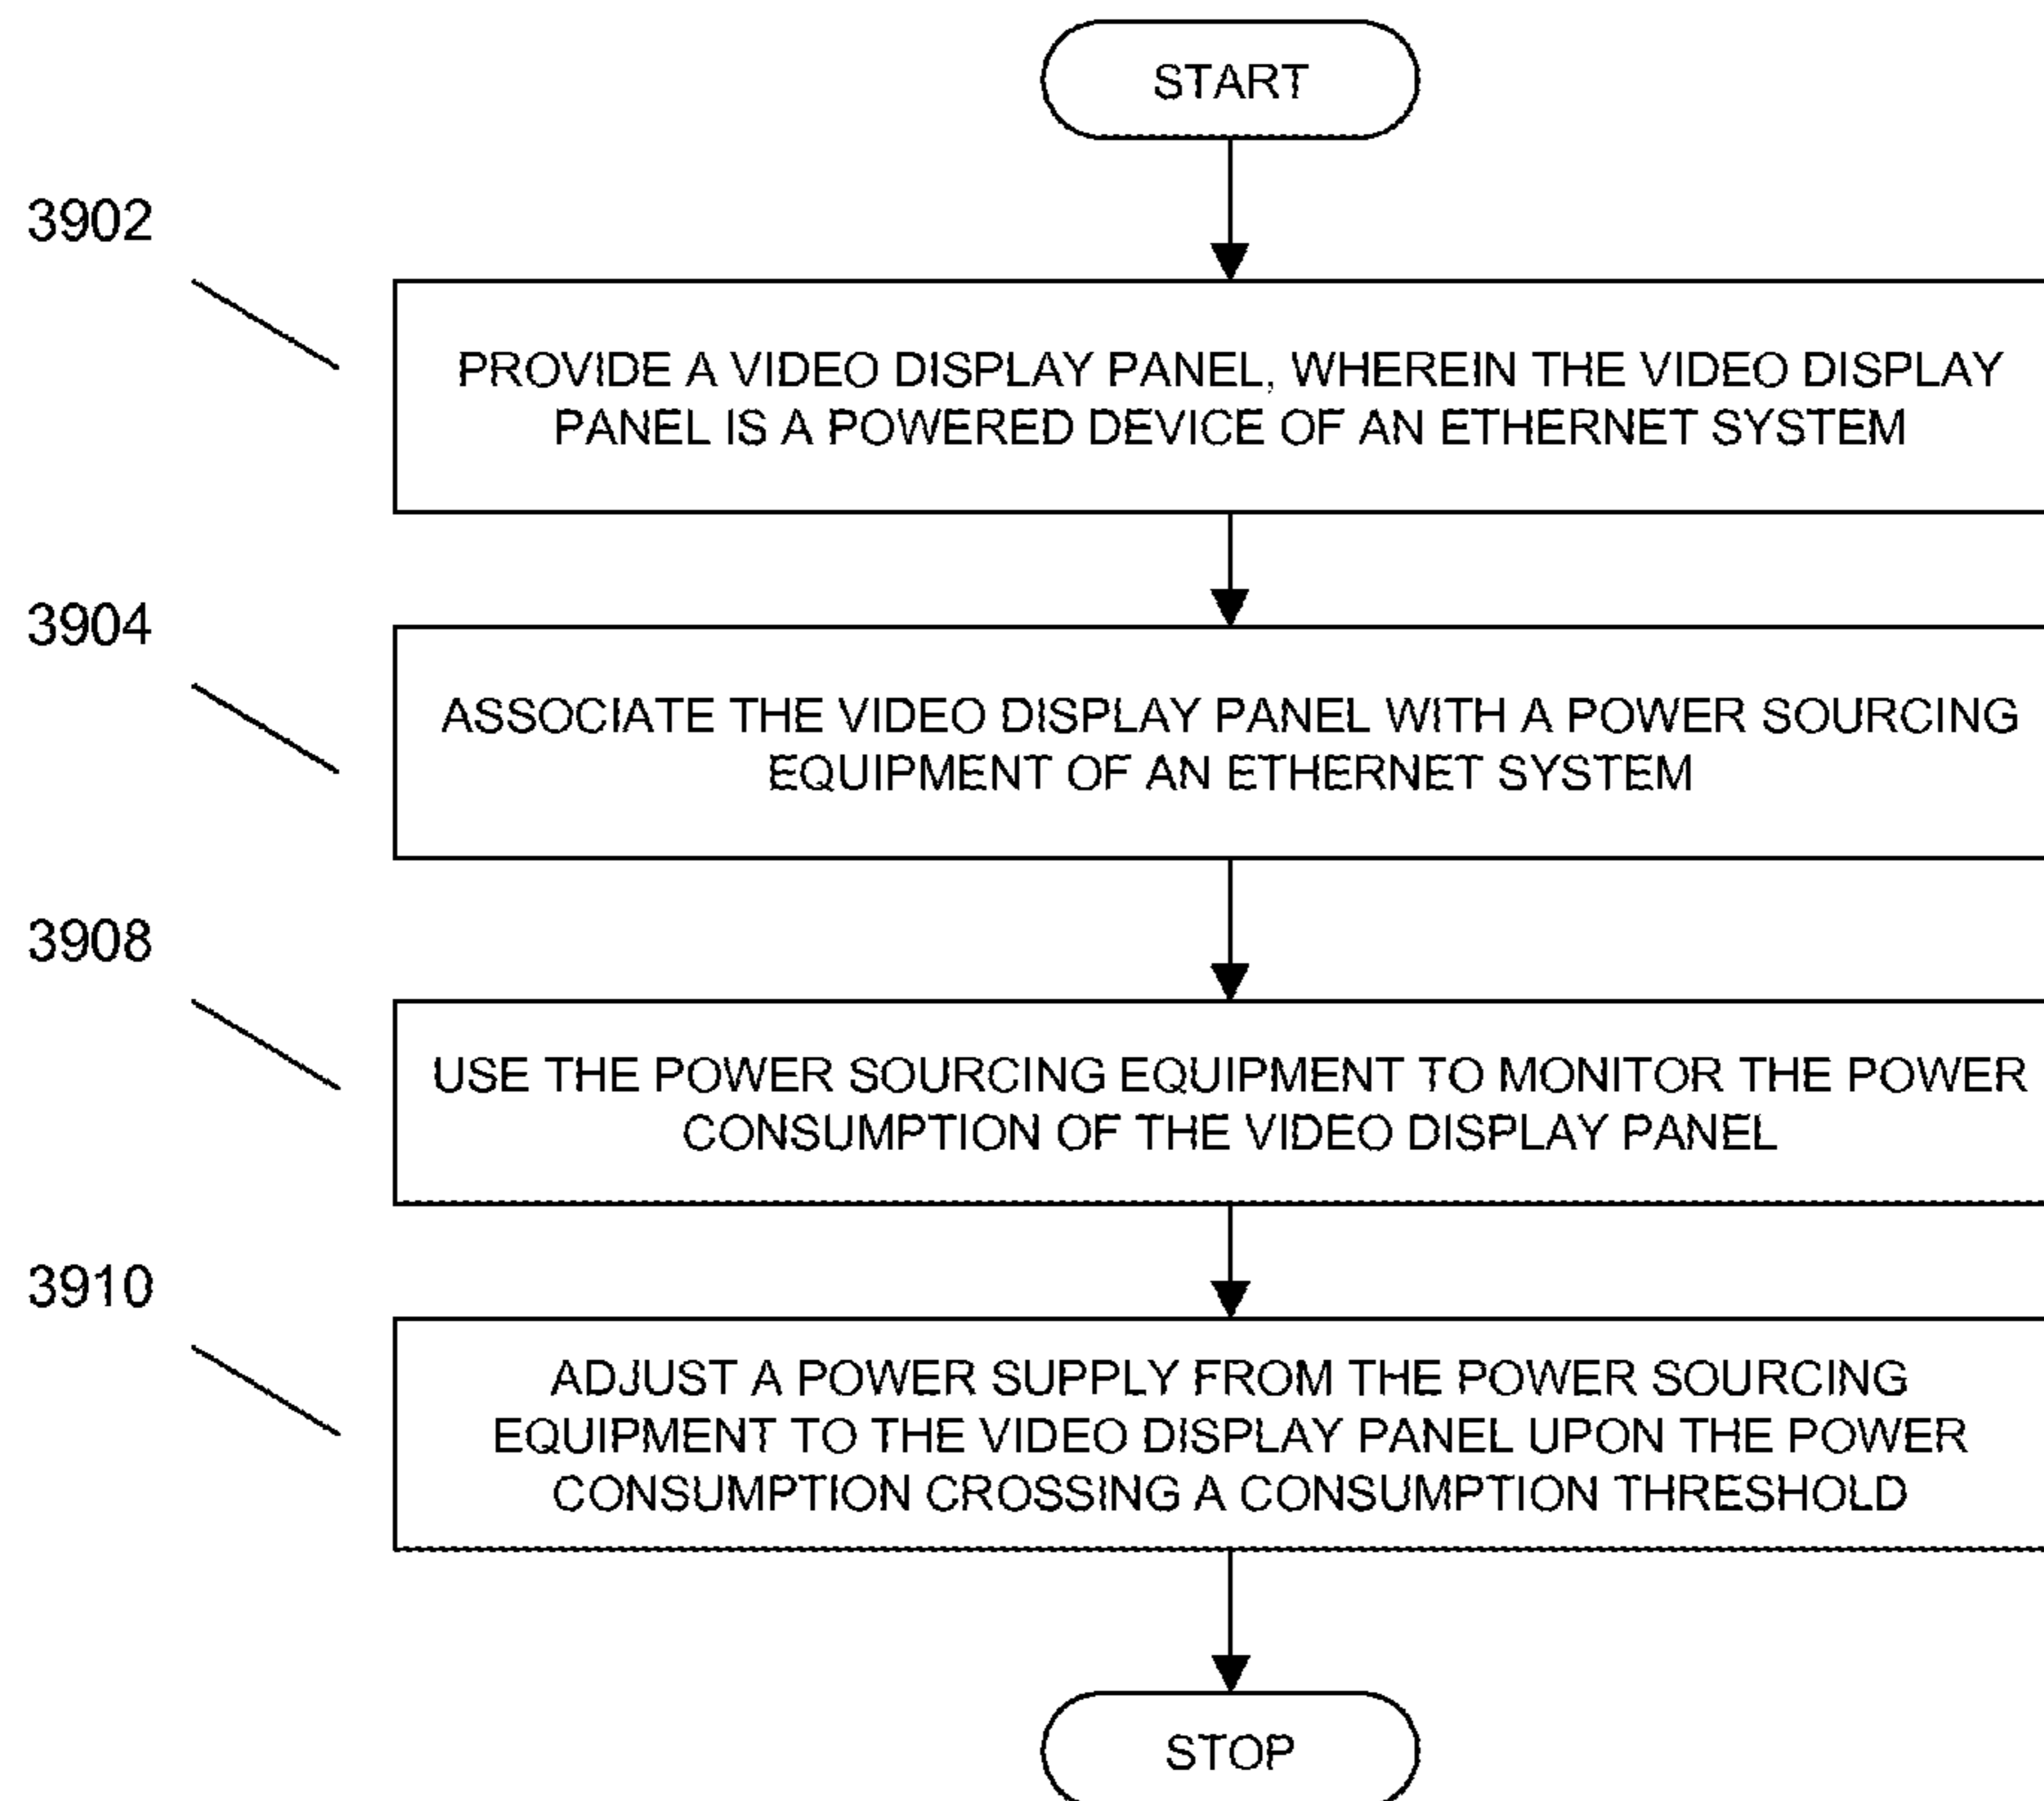 START
3902
PROVIDE A VIDEO DISPLAY PANEL, WHEREIN THE VIDEO DISPLAY
PANEL IS A POWERED DEVICE OF AN ETHERNET SYSTEM
3904
ASSOCIATE THE VIDEO DISPLAY PANEL WITH A POWER SOURCING
EQUIPMENT OF AN ETHERNET SYSTEM
3908
USE THE POWER SOURCING EQUIPMENT TO MONITOR THE POWER
CONSUMPTION OF THE VIDEO DISPLAY PANEL
3910
ADJUST A POWER SUPPLY FROM THE POWER SOURCING
EQUIPMENT TO THE VIDEO DISPLAY PANEL UPON THE POWER
CONSUMPTION CROSSING A CONSUMPTION THRESHOLD
STOP